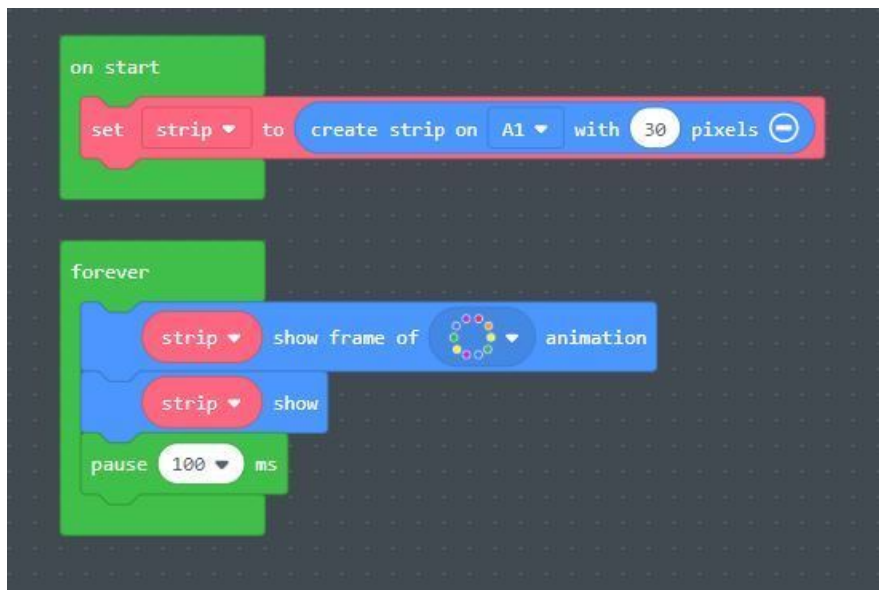 on start
set strip to create strip on A1 with 30 pixels
forever
strip show frame of animation
strip show
pause 100 ms